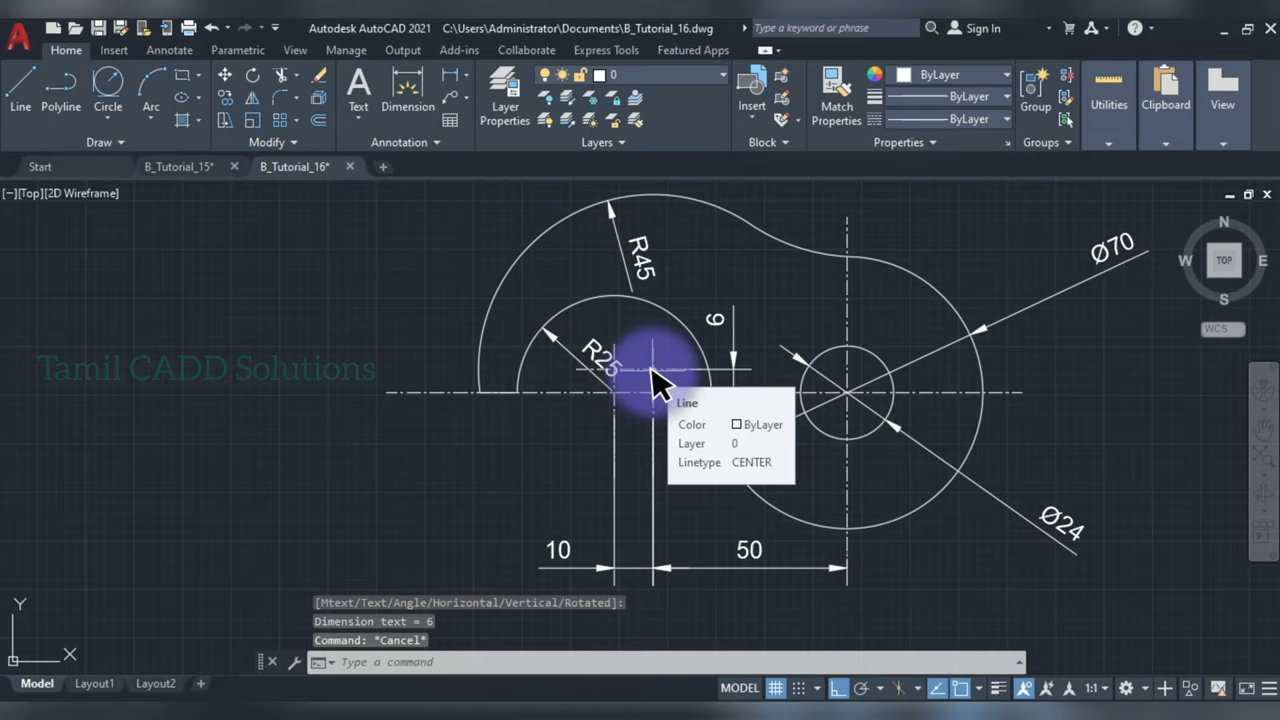 Autodesk AutoCAD 2021 C:\Users\Administrator\Documents\B_Tutorial_16.dwg
Type a keyword or phrase
Sign In
Home Insert Annotate Parametric View Manage Output Add-ins Collaborate Express Tools Featured Apps
0
ByLayer
ByLayer
ByLayer
Line Polyline Circle Arc Text Dimension Layer Properties Insert Match Properties Group Utilities Clipboard View
Draw Modify Annotation Layers Block Properties Groups
Start B_Tutorial_15* B_Tutorial_16*
[−][Top][2D Wireframe]
N
W TOP E
S
WCS
R45
Ø70
6
R25
Tamil CADD Solutions
Line
Color ByLayer
Layer 0
Linetype CENTER
Ø24
10 50
[Mtext/Text/Angle/Horizontal/Vertical/Rotated]:
Dimension text = 6
Command: *Cancel*
Y
X
Type a command
Model Layout1 Layout2
MODEL 1:1